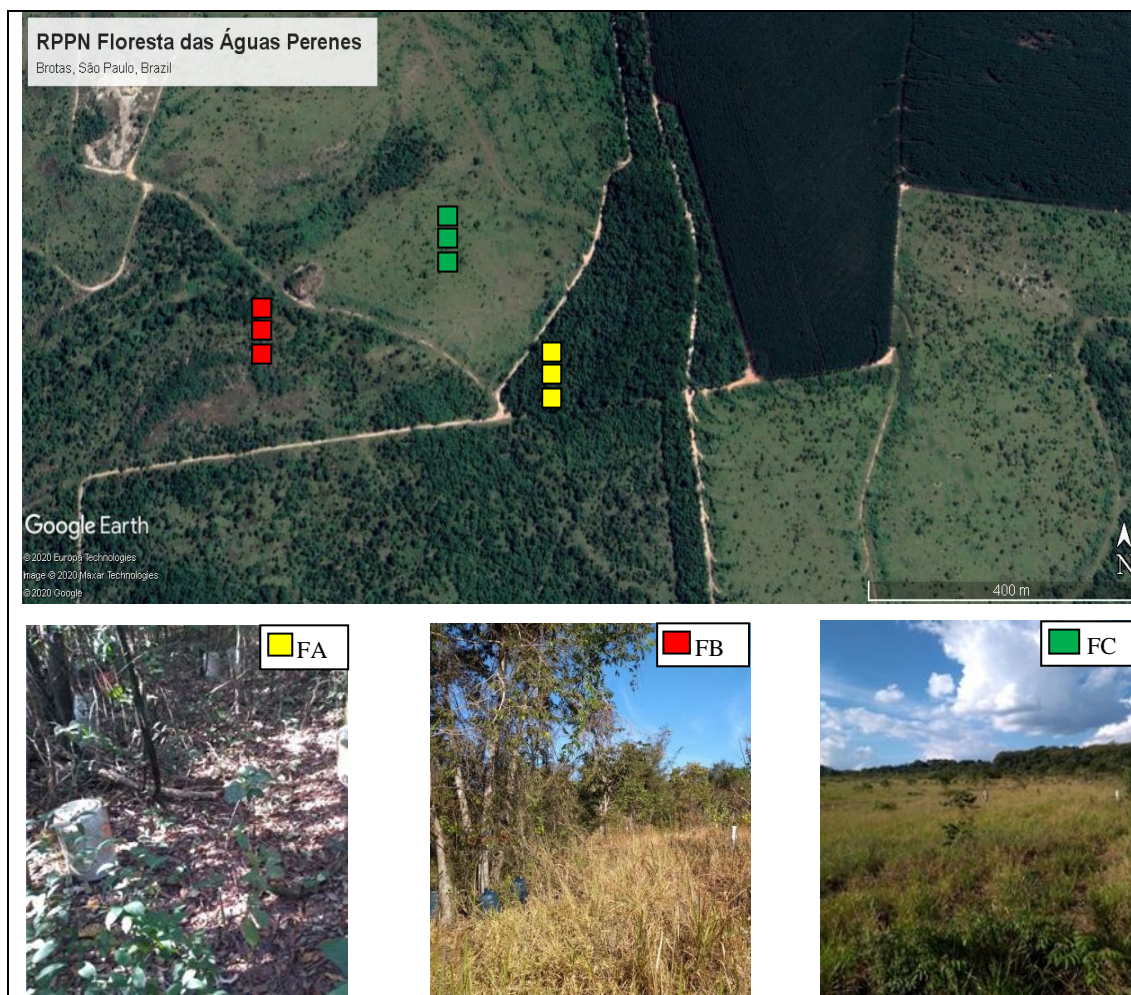 RPPN Floresta das Águas Perenes
Brotas, São Paulo, Brazil
Google Earth
© 2020 Europa Technologies
Image © 2020 Maxar Technologies
© 2020 Google
N
400 m
FA
FB
FC